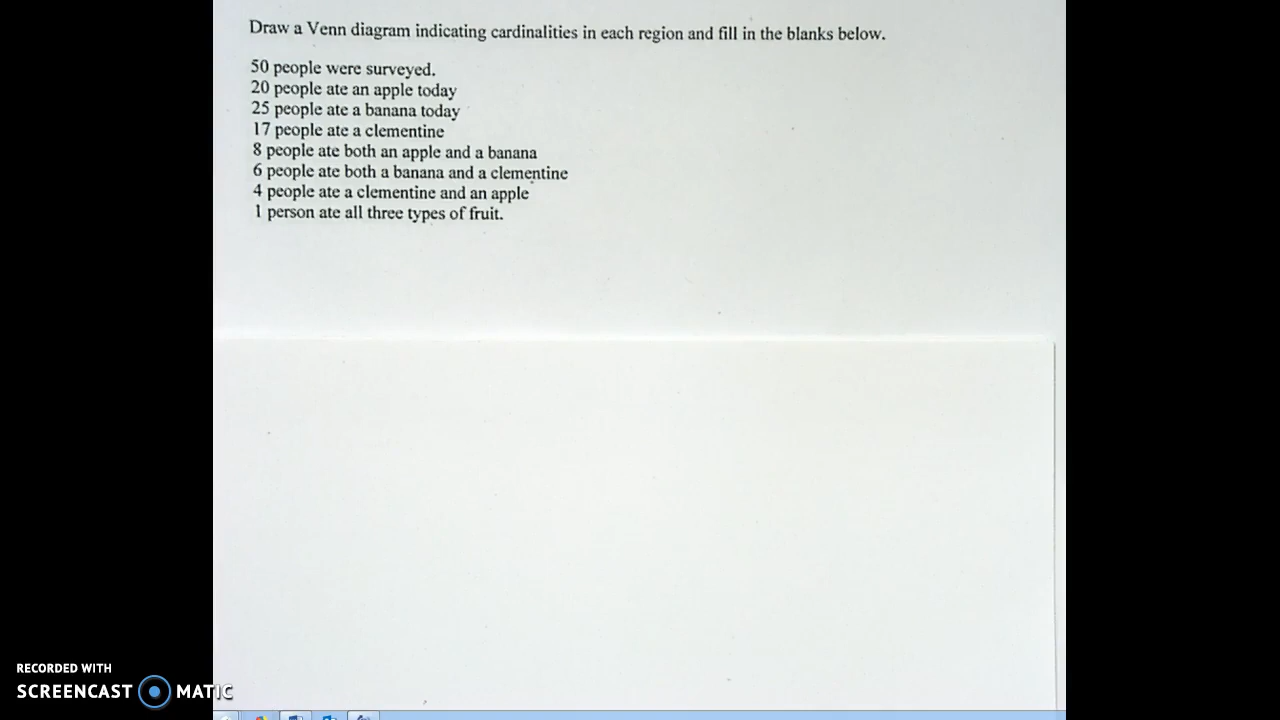 Draw a Venn diagram indicating cardinalities in each region and fill in the blanks below.
50 people were surveyed.
20 people ate an apple today
25 people ate a banana today
17 people ate a clementine
8 people ate both an apple and a banana
6 people ate both a banana and a clementine
4 people ate a clementine and an apple
1 person ate all three types of fruit.
RECORDED WITH
SCREENCAST MATIC